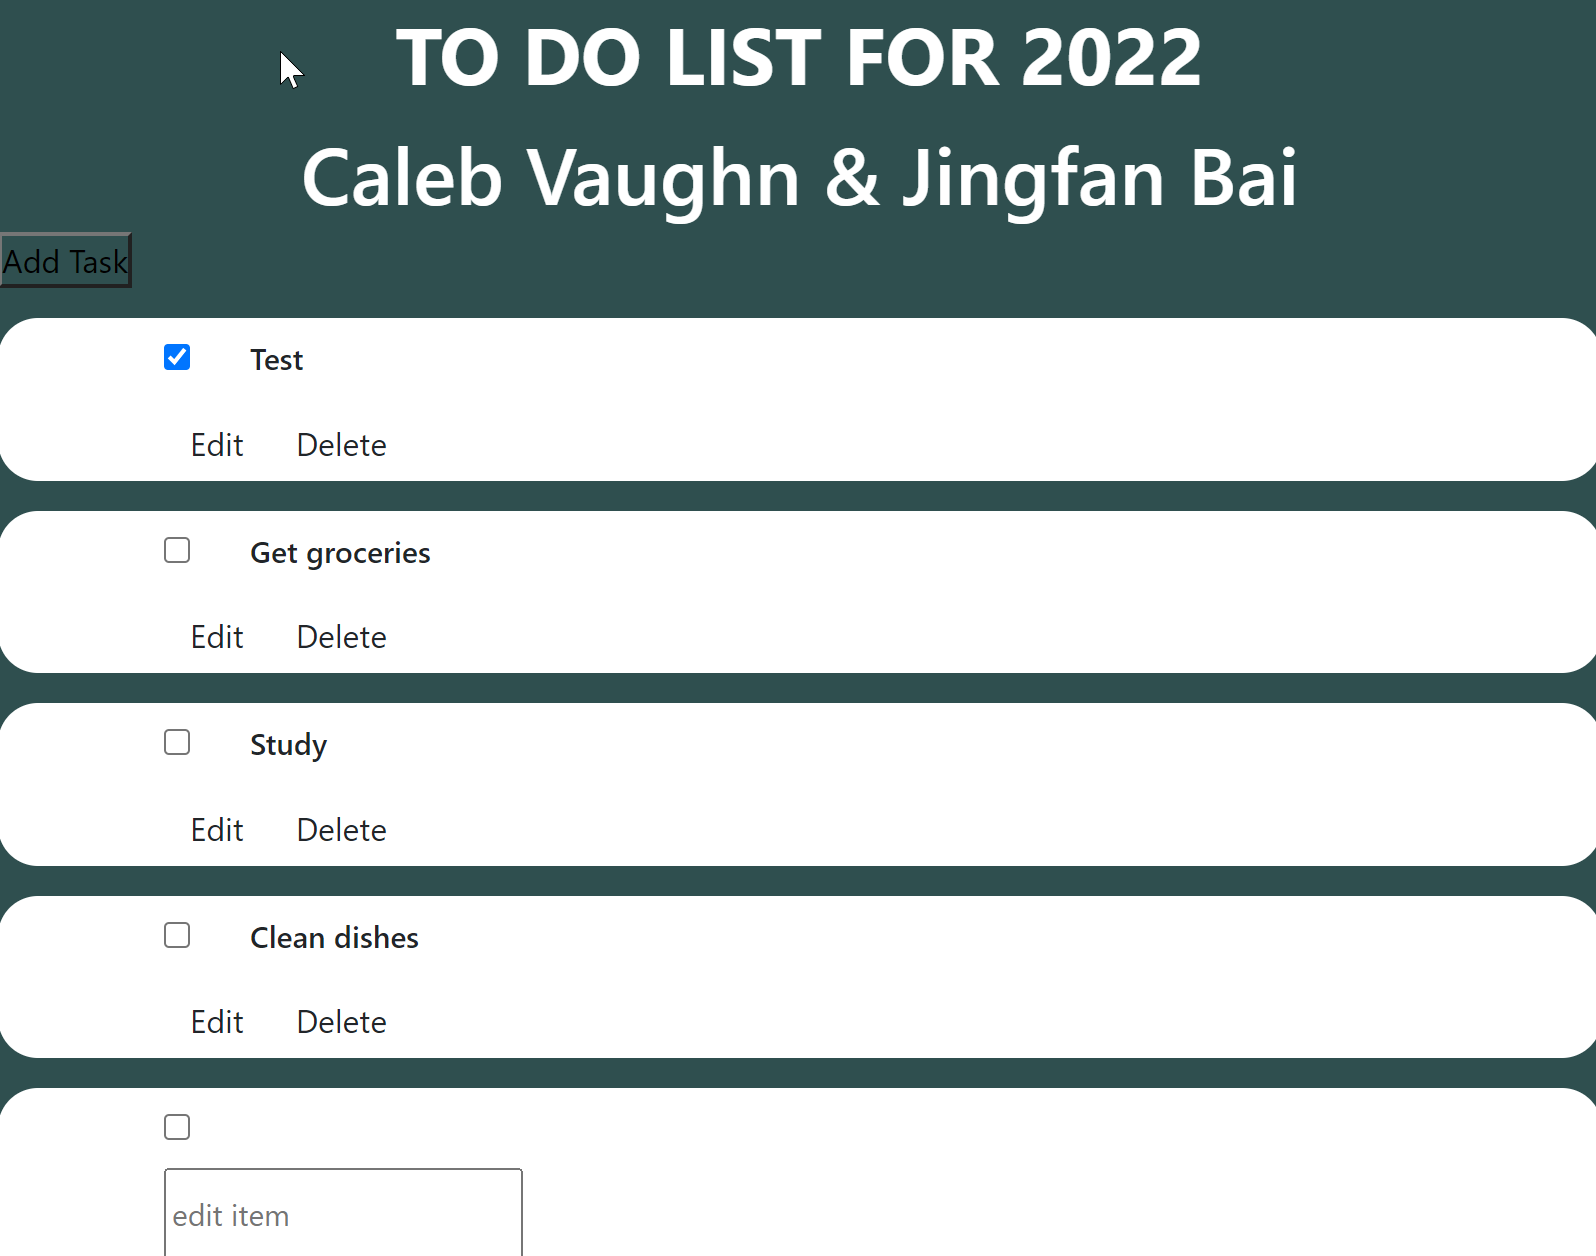 TO DO LIST FOR 2022
Caleb Vaughn & Jingfan Bai
Add Task
Test
Edit Delete
Get groceries
Edit Delete
Study
Edit Delete
Clean dishes
Edit Delete
edit item